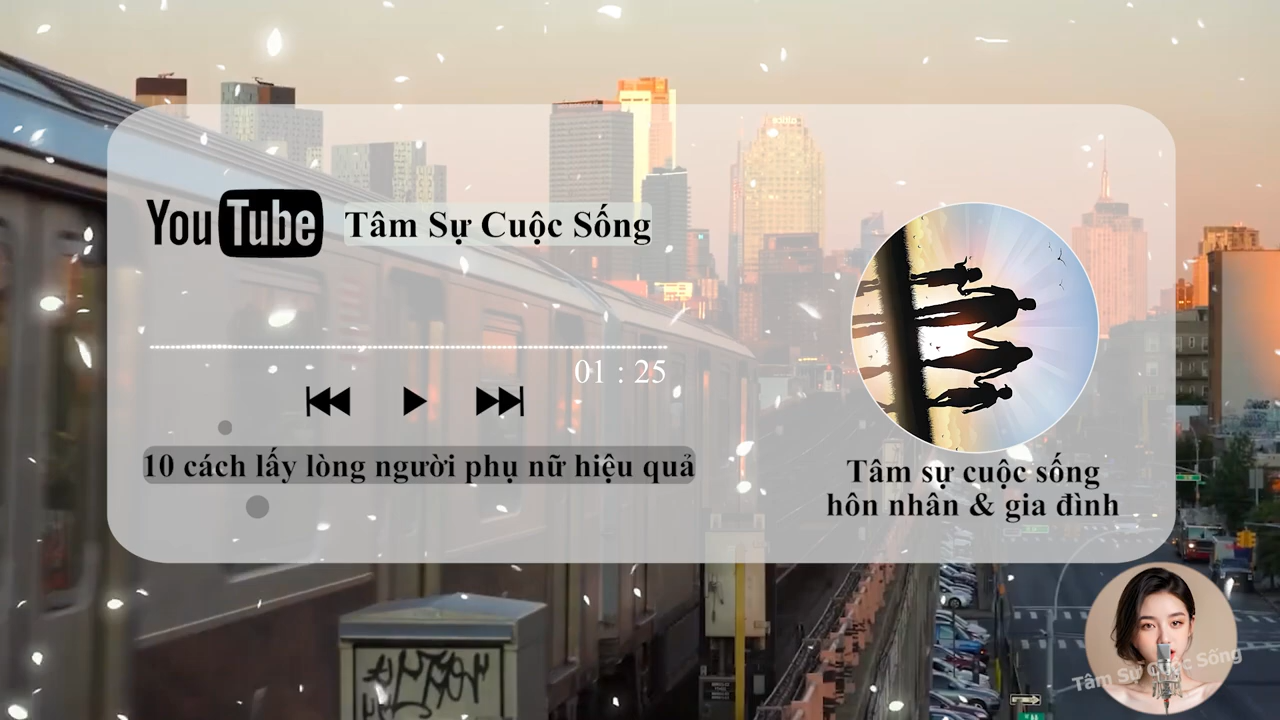 YouTube
Tâm Sự Cuộc Sống
01 : 25
10 cách lấy lòng người phụ nữ hiệu quả
Tâm sự cuộc sống
hôn nhân & gia đình
Tâm Sự Cuộc Sống